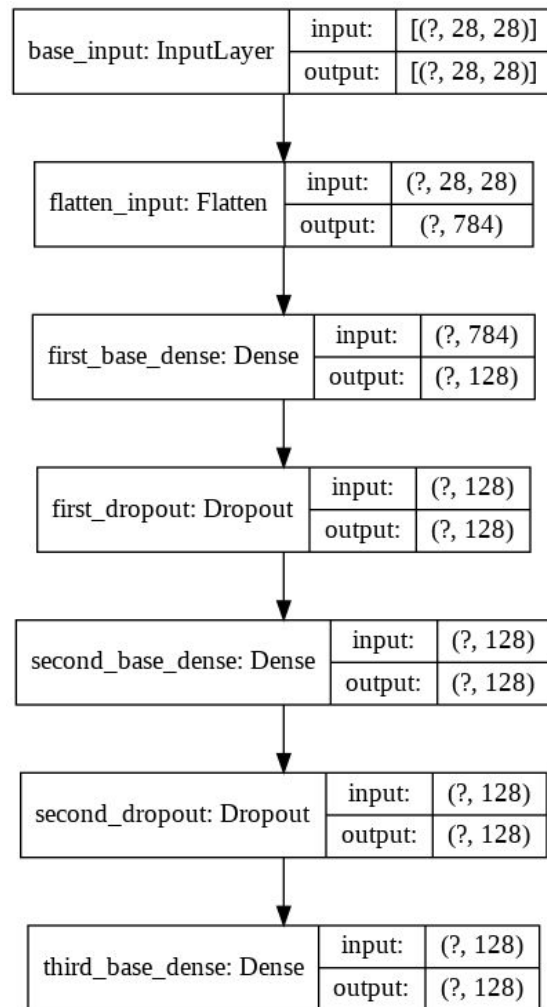 base_input: InputLayer
input: [(?, 28, 28)]
output: [(?, 28, 28)]
flatten_input: Flatten
input: (?, 28, 28)
output: (?, 784)
first_base_dense: Dense
input: (?, 784)
output: (?, 128)
first_dropout: Dropout
input: (?, 128)
output: (?, 128)
second_base_dense: Dense
input: (?, 128)
output: (?, 128)
second_dropout: Dropout
input: (?, 128)
output: (?, 128)
third_base_dense: Dense
input: (?, 128)
output: (?, 128)